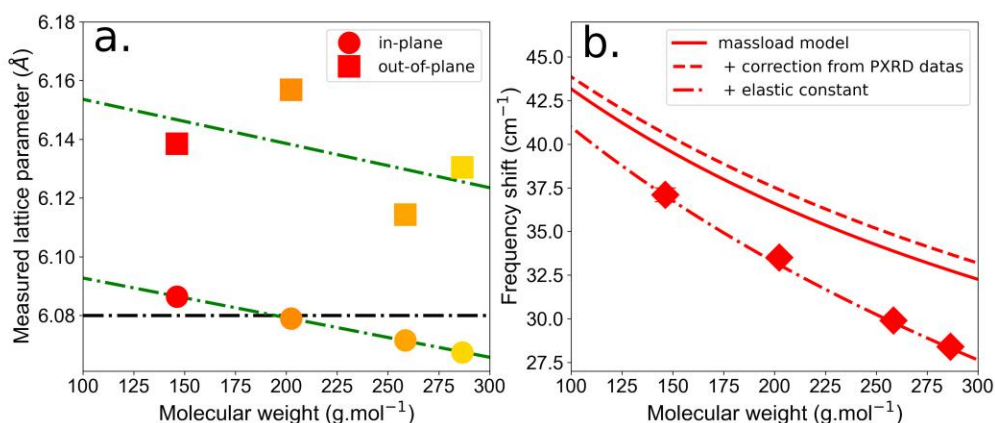 a.
in-plane
out-of-plane
Measured lattice parameter (Å)
6.18
6.16
6.14
6.12
6.10
6.08
100 125 150 175 200 225 250 275 300
Molecular weight (g.mol⁻¹)
b.
massload model
+ correction from PXRD datas
+ elastic constant
Frequency shift (cm⁻¹)
45.0
42.5
40.0
37.5
35.0
32.5
30.0
27.5
100 125 150 175 200 225 250 275 300
Molecular weight (g.mol⁻¹)